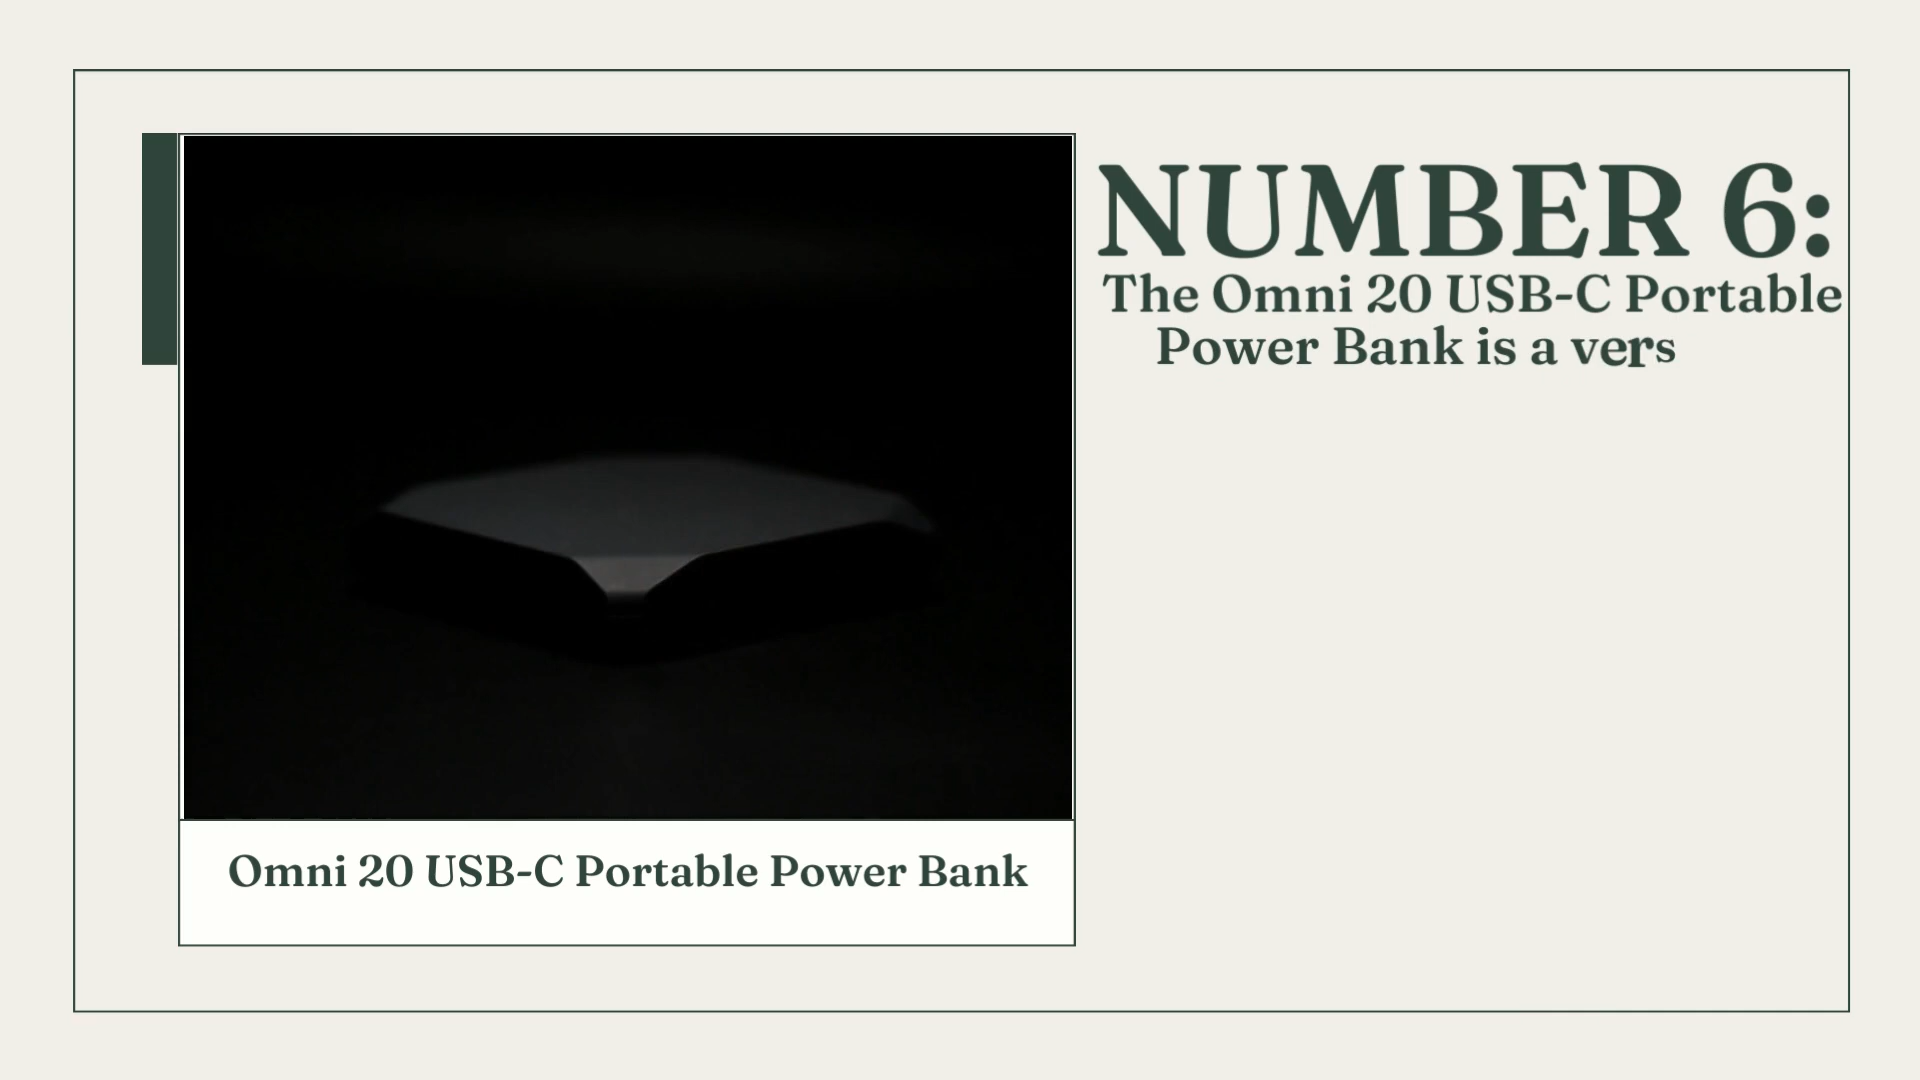 NUMBER 6:
The Omni 20 USB-C Portable
Power Bank is a vers
Omni 20 USB-C Portable Power Bank